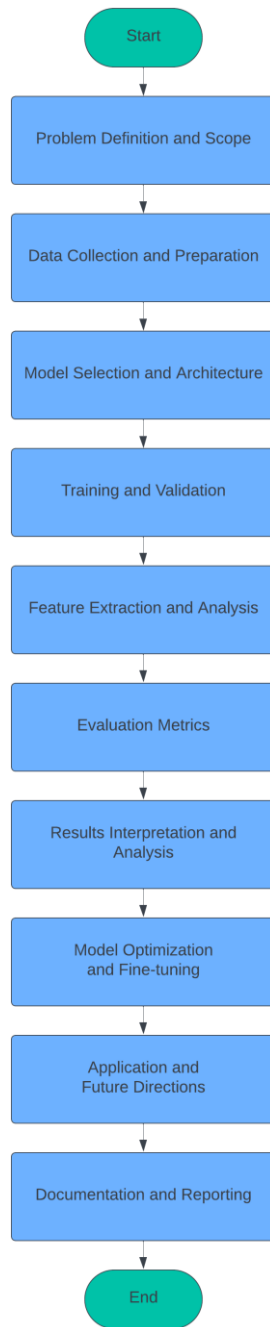 Start
Problem Definition and Scope
Data Collection and Preparation
Model Selection and Architecture
Training and Validation
Feature Extraction and Analysis
Evaluation Metrics
Results Interpretation and
Analysis
Model Optimization
and Fine-tuning
Application and
Future Directions
Documentation and Reporting
End